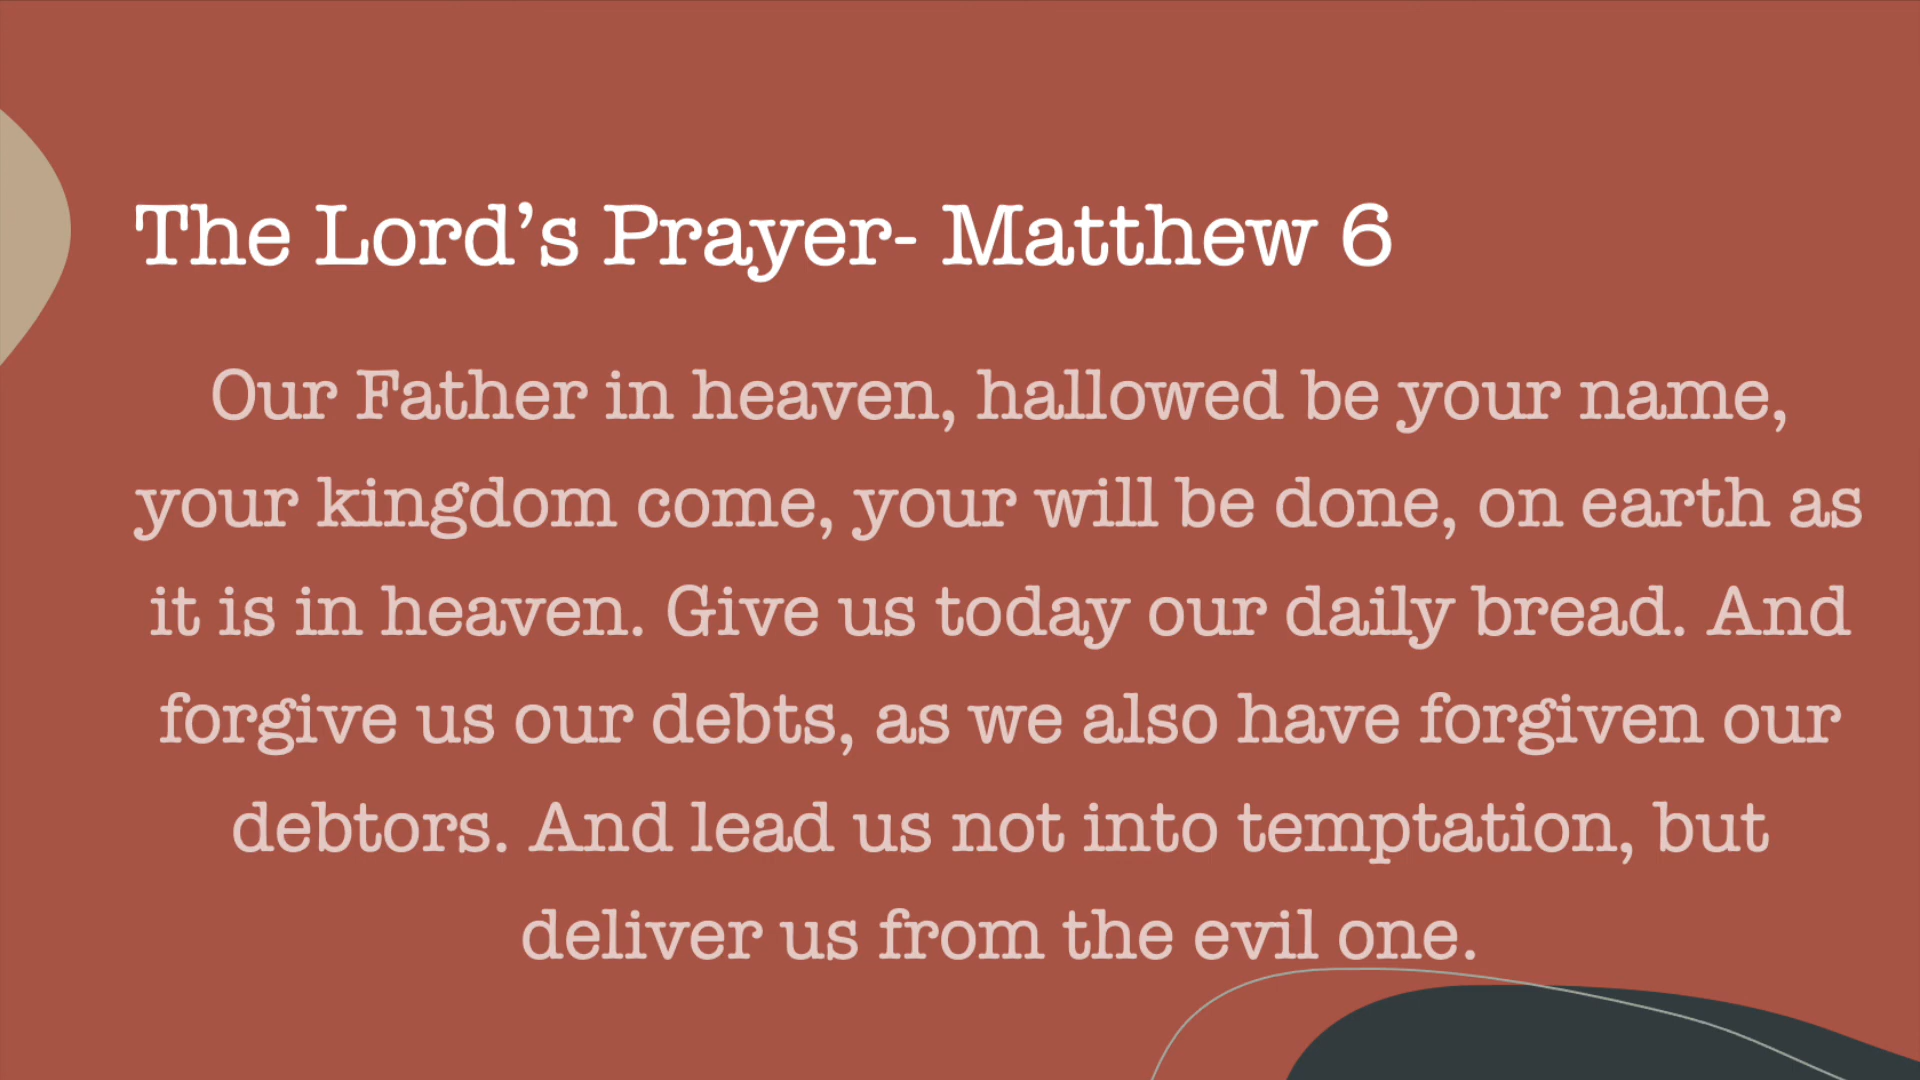 The Lord’s Prayer- Matthew 6
Our Father in heaven, hallowed be your name,
your kingdom come, your will be done, on earth as
it is in heaven. Give us today our daily bread. And
forgive us our debts, as we also have forgiven our
debtors. And lead us not into temptation, but
deliver us from the evil one.